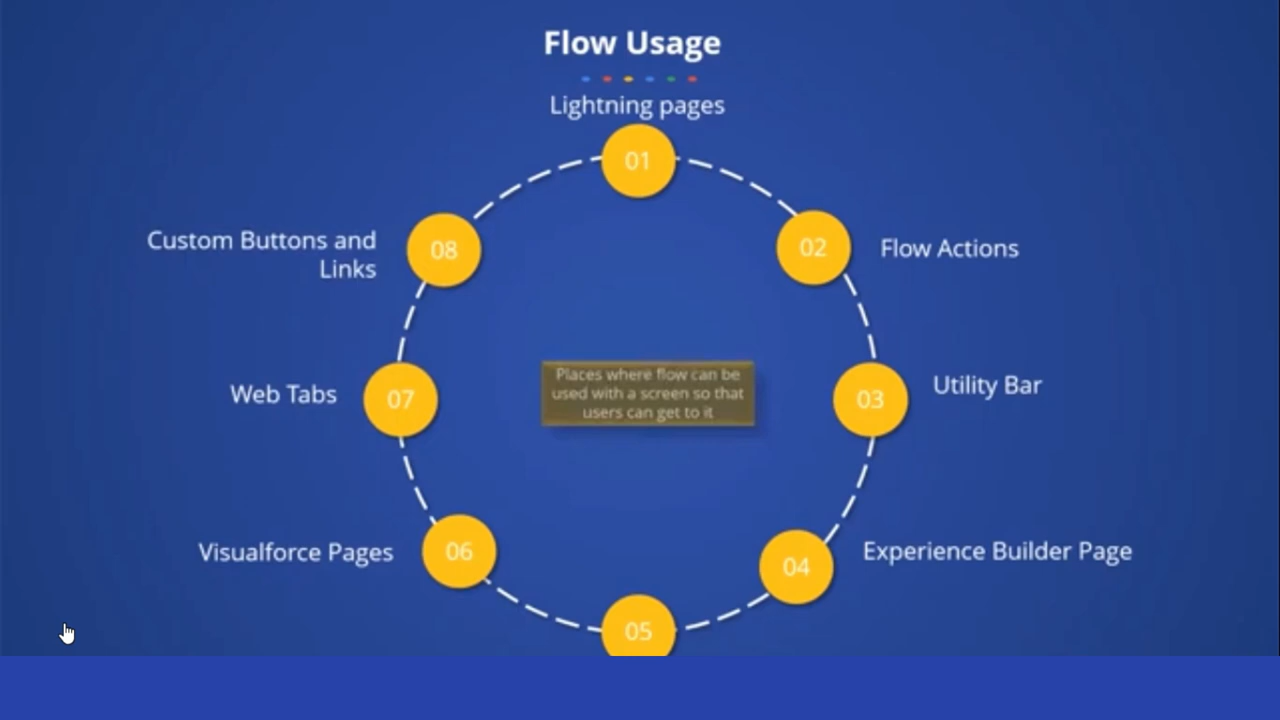 Flow Usage
Lightning pages
01
02
Flow Actions
03
Utility Bar
04
Experience Builder Page
05
06
Visualforce Pages
07
Web Tabs
08
Custom Buttons and
Links
Places where flow can be
used with a screen so that
users can get to it